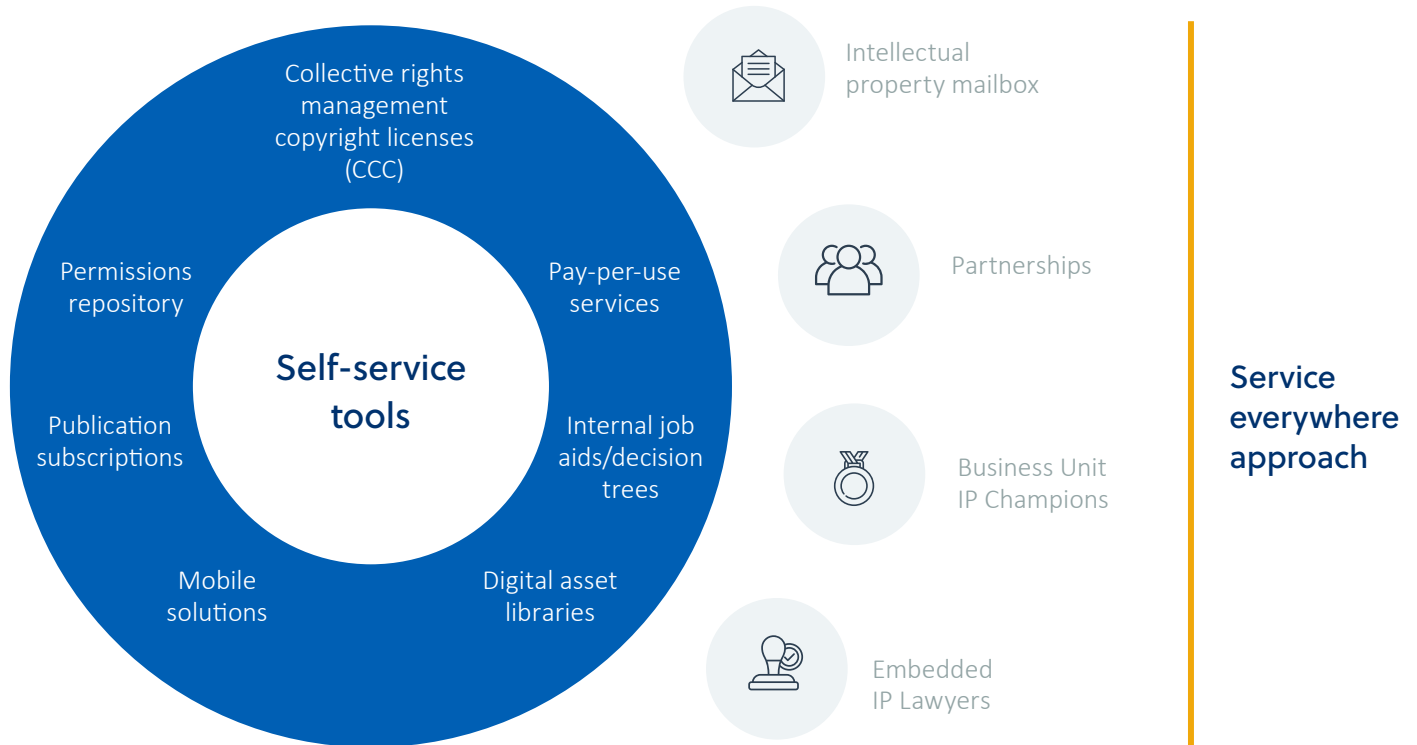 Collective rights
management
copyright licenses
(CCC)
Permissions
repository
Pay-per-use
services
Self-service
tools
Publication
subscriptions
Internal job
aids/decision
trees
Mobile
solutions
Digital asset
libraries
Intellectual
property mailbox
Partnerships
Business Unit
IP Champions
Embedded
IP Lawyers
Service
everywhere
approach